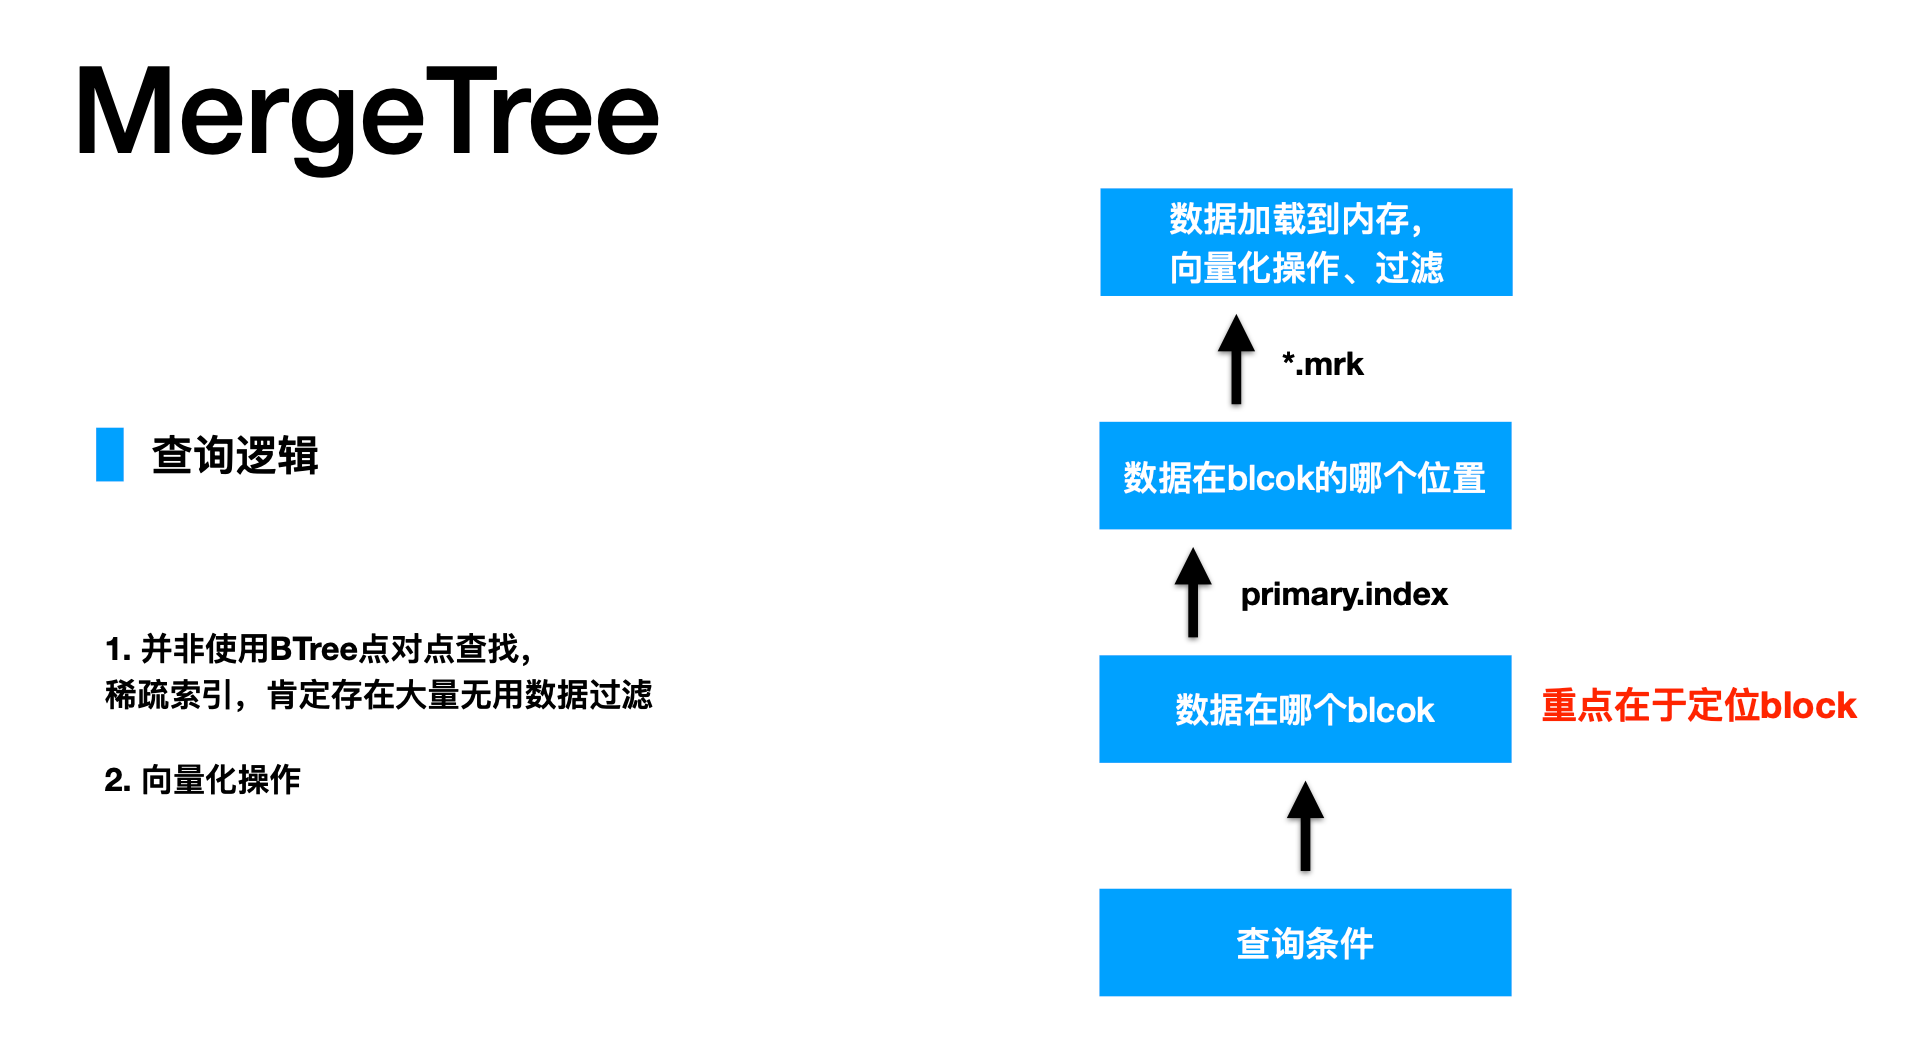 MergeTree
查询逻辑
1. 并非使用BTree点对点查找，
稀疏索引，肯定存在大量无用数据过滤
2. 向量化操作
数据加载到内存，
向量化操作、过滤
*.mrk
数据在blcok的哪个位置
primary.index
数据在哪个blcok
重点在于定位block
查询条件